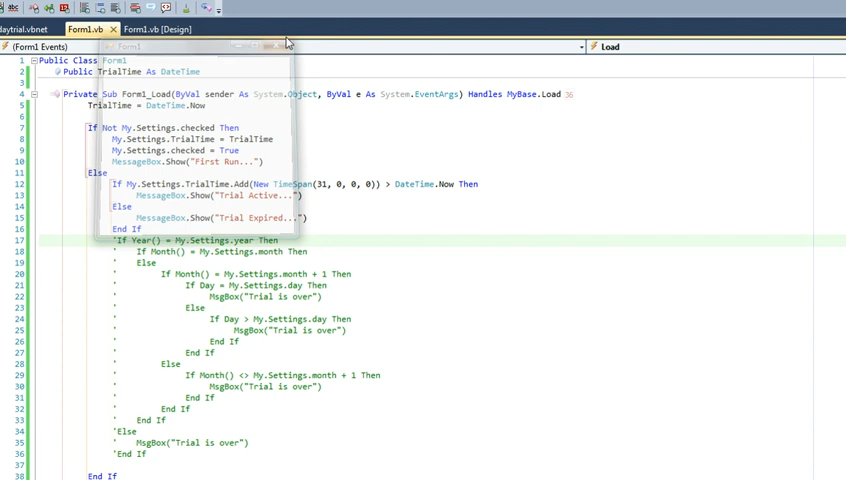 abc
daytrial.vbnet Form1.vb Form1.vb [Design]
(Form1 Events) Form1 Load
1 Public Class Form1
2 Public TrialTime As DateTime
3
4 Private Sub Form1_Load(ByVal sender As System.Object, ByVal e As System.EventArgs) Handles MyBase.Load
5 TrialTime = DateTime.Now
6
7 If Not My.Settings.checked Then
8 My.Settings.TrialTime = TrialTime
9 My.Settings.checked = True
10 MessageBox.Show("First Run...")
11 Else
12 If My.Settings.TrialTime.Add(New TimeSpan(31, 0, 0, 0)) > DateTime.Now Then
13 MessageBox.Show("Trial Active...")
14 Else
15 MessageBox.Show("Trial Expired...")
16 End If
17 'If Year() = My.Settings.year Then
18 ' If Month() = My.Settings.month Then
19 ' Else
20 ' If Month() = My.Settings.month + 1 Then
21 ' If Day = My.Settings.day Then
22 ' MsgBox("Trial is over")
23 ' Else
24 ' If Day > My.Settings.day Then
25 ' MsgBox("Trial is over")
26 ' End If
27 ' End If
28 ' Else
29 ' If Month() <> My.Settings.month + 1 Then
30 ' MsgBox("Trial is over")
31 ' End If
32 ' End If
33 ' End If
34 'Else
35 ' MsgBox("Trial is over")
36 'End If
37
38 End If